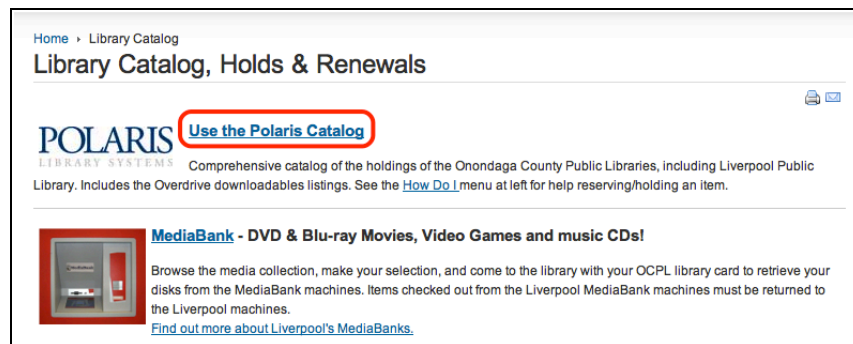 Home › Library Catalog
Library Catalog, Holds & Renewals
POLARIS
LIBRARY SYSTEMS
Use the Polaris Catalog
Comprehensive catalog of the holdings of the Onondaga County Public Libraries, including Liverpool Public
Library. Includes the Overdrive downloadables listings. See the How Do I menu at left for help reserving/holding an item.
MediaBank - DVD & Blu-ray Movies, Video Games and music CDs!
Browse the media collection, make your selection, and come to the library with your OCPL library card to retrieve your
disks from the MediaBank machines. Items checked out from the Liverpool MediaBank machines must be returned to
the Liverpool machines.
Find out more about Liverpool's MediaBanks.